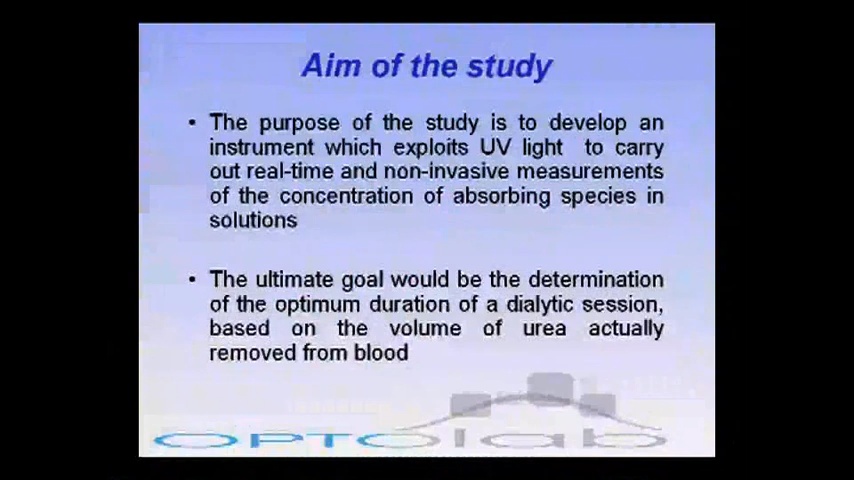 Aim of the study
• The purpose of the study is to develop an
instrument which exploits UV light to carry
out real-time and non-invasive measurements
of the concentration of absorbing species in
solutions
• The ultimate goal would be the determination
of the optimum duration of a dialytic session,
based on the volume of urea actually
removed from blood
OPTOlab